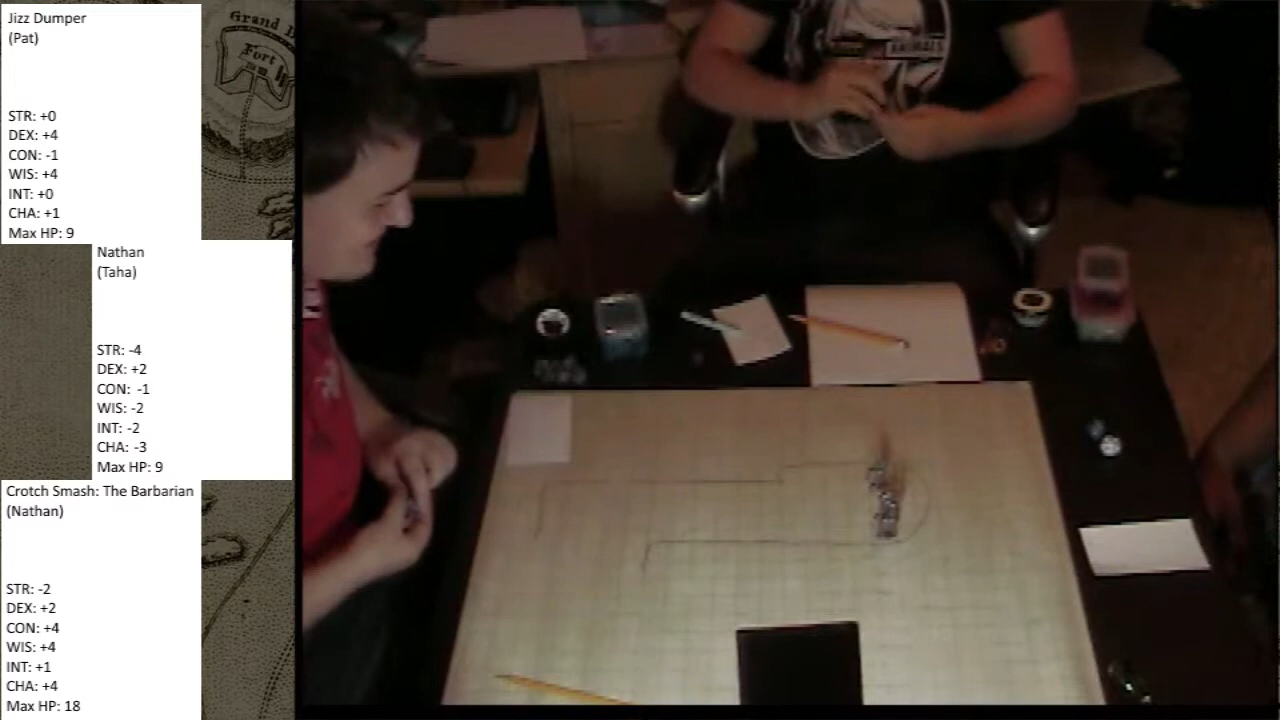 Jizz Dumper
(Pat)
STR: +0
DEX: +4
CON: -1
WIS: +4
INT: +0
CHA: +1
Max HP: 9
Grand
Fort
Nathan
(Taha)
STR: -4
DEX: +2
CON: -1
WIS: -2
INT: -2
CHA: -3
Max HP: 9
Crotch Smash: The Barbarian
(Nathan)
STR: -2
DEX: +2
CON: +4
WIS: +4
INT: +1
CHA: +4
Max HP: 18
ANIMALS